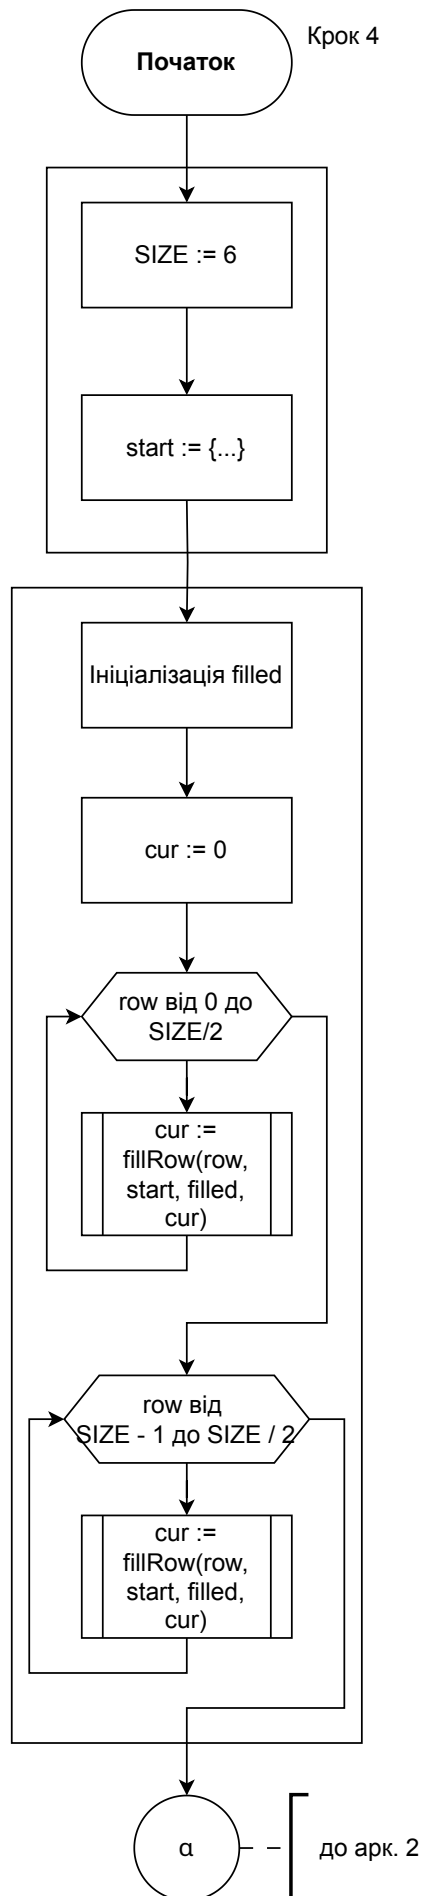 Початок
Крок 4
SIZE := 6
start := {...}
Ініціалізація filled
cur := 0
row від 0 до
SIZE/2
cur :=
fillRow(row,
start, filled,
cur)
row від
SIZE - 1 до SIZE / 2
cur :=
fillRow(row,
start, filled,
cur)
α
до арк. 2